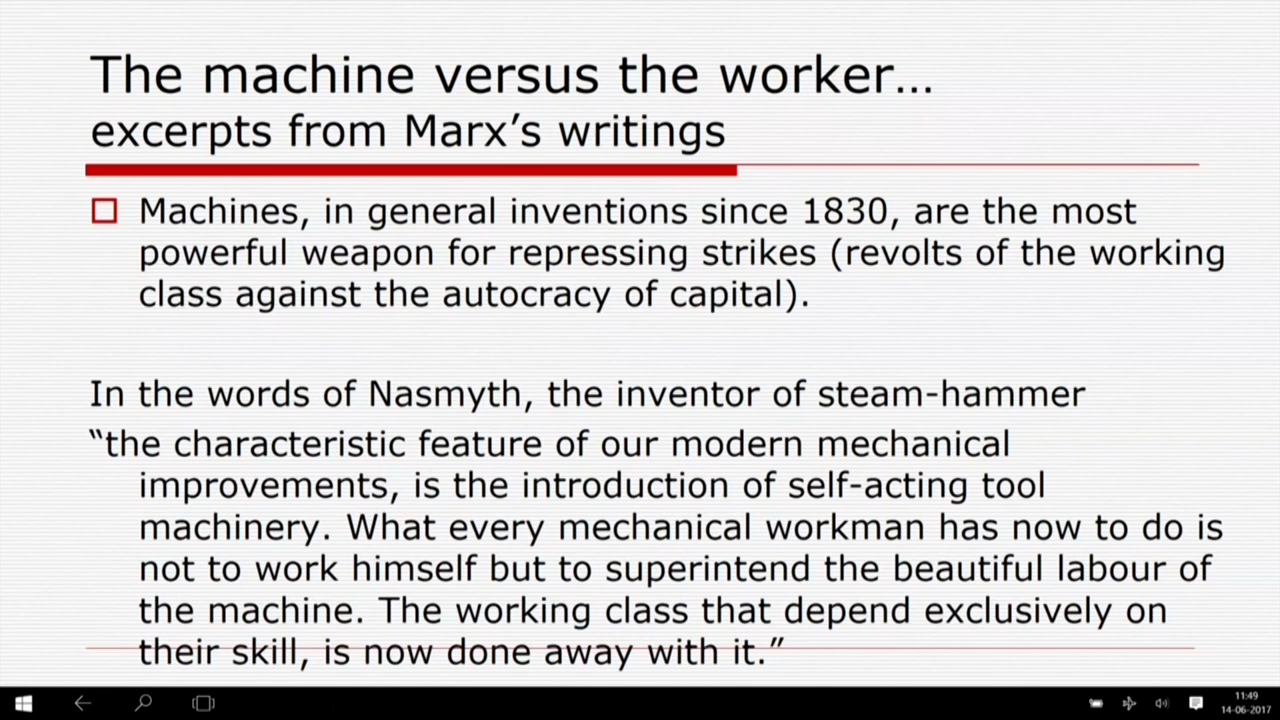 The machine versus the worker…
excerpts from Marx’s writings
Machines, in general inventions since 1830, are the most
powerful weapon for repressing strikes (revolts of the working
class against the autocracy of capital).
In the words of Nasmyth, the inventor of steam-hammer
“the characteristic feature of our modern mechanical
improvements, is the introduction of self-acting tool
machinery. What every mechanical workman has now to do is
not to work himself but to superintend the beautiful labour of
the machine. The working class that depend exclusively on
their skill, is now done away with it.”
11:49
14-06-2017